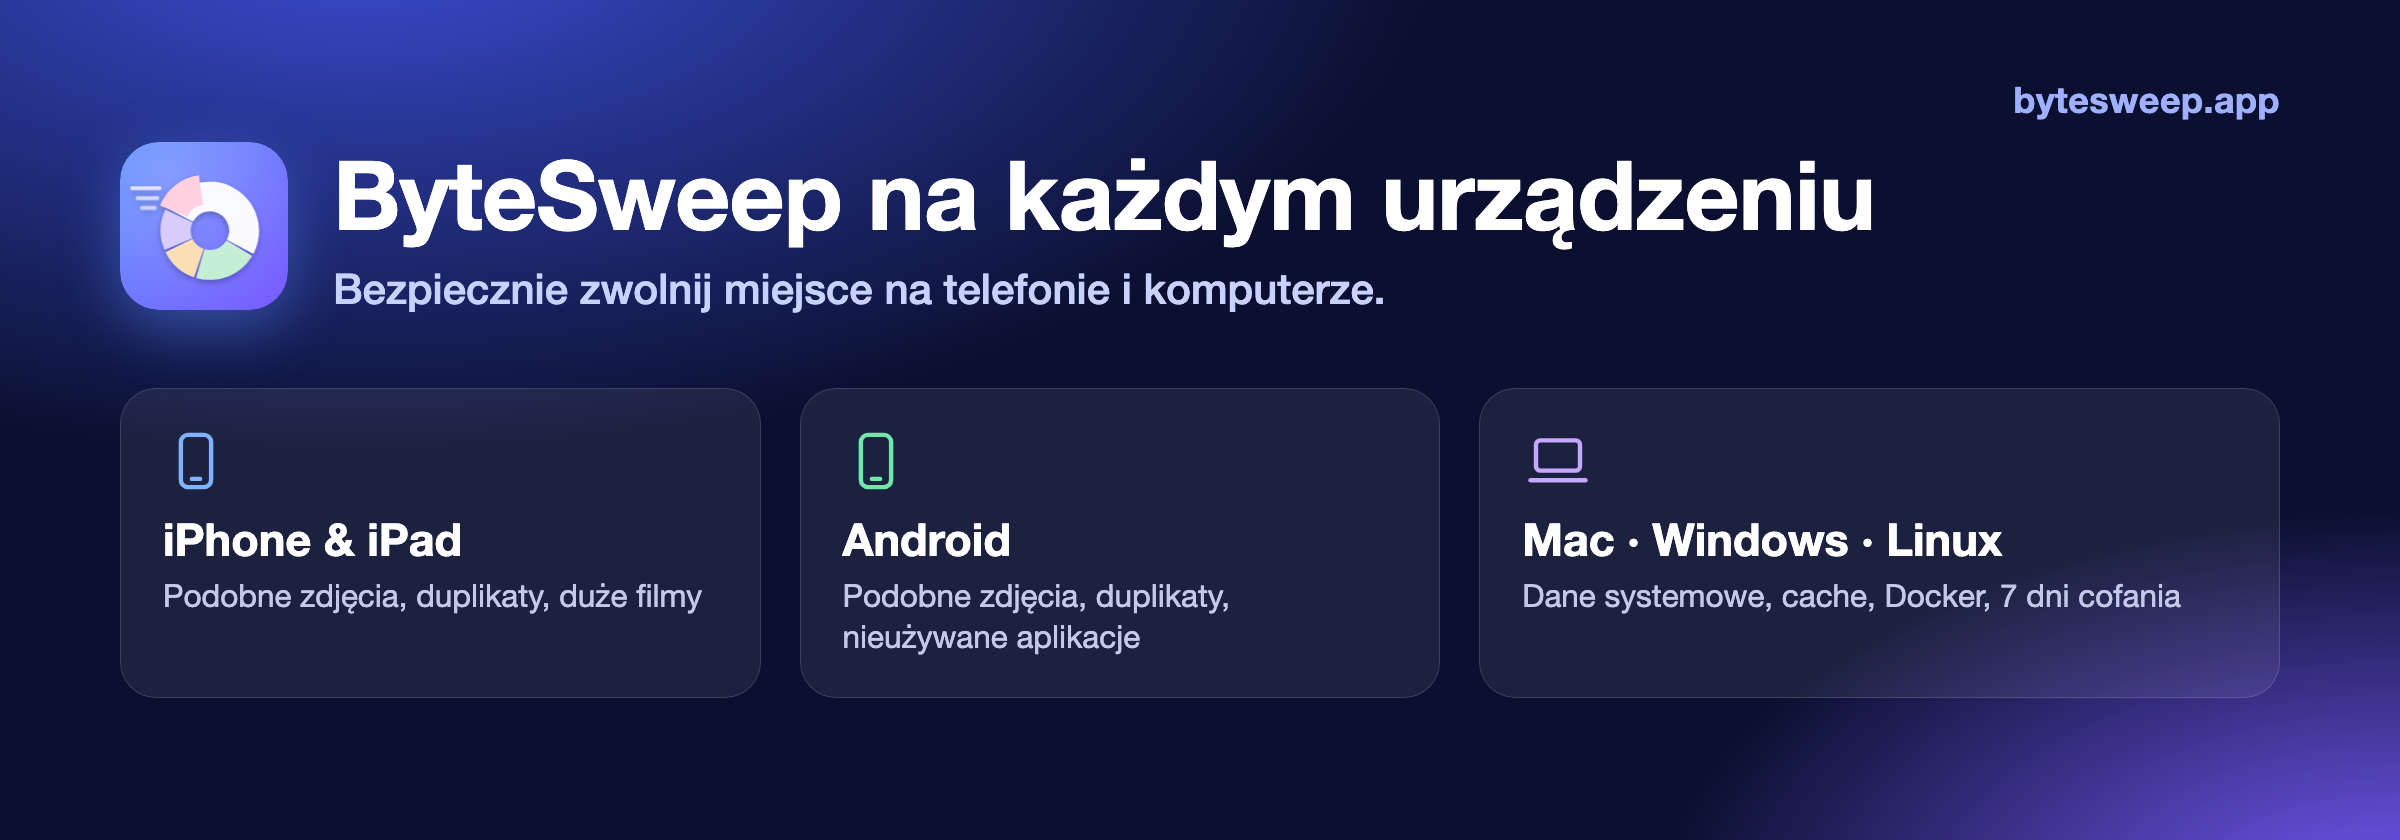 bytesweep.app
ByteSweep na każdym urządzeniu
Bezpiecznie zwolnij miejsce na telefonie i komputerze.
iPhone & iPad
Podobne zdjęcia, duplikaty, duże filmy
Android
Podobne zdjęcia, duplikaty,
nieużywane aplikacje
Mac · Windows · Linux
Dane systemowe, cache, Docker, 7 dni cofania